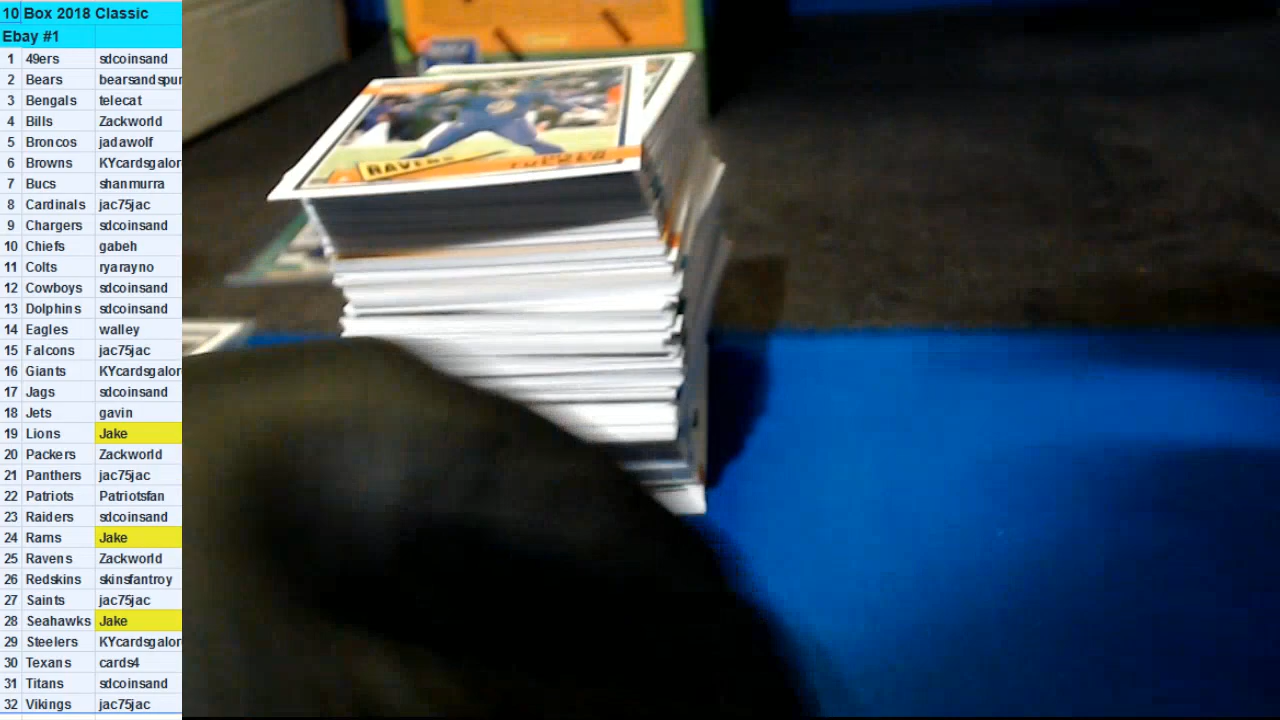 10 Box 2018 Classic
Ebay #1
1 49ers sdcoinsand
2 Bears bearsandspur
3 Bengals telecat
4 Bills Zackworld
5 Broncos jadawolf
6 Browns KYcardsgalor
7 Bucs shanmurra
8 Cardinals jac75jac
9 Chargers sdcoinsand
10 Chiefs gabeh
11 Colts ryarayno
12 Cowboys sdcoinsand
13 Dolphins sdcoinsand
14 Eagles walley
15 Falcons jac75jac
16 Giants KYcardsgalor
17 Jags sdcoinsand
18 Jets gavin
19 Lions Jake
20 Packers Zackworld
21 Panthers jac75jac
22 Patriots Patriotsfan
23 Raiders sdcoinsand
24 Rams Jake
25 Ravens Zackworld
26 Redskins skinsfantroy
27 Saints jac75jac
28 Seahawks Jake
29 Steelers KYcardsgalor
30 Texans cards4
31 Titans sdcoinsand
32 Vikings jac75jac
RAVENS